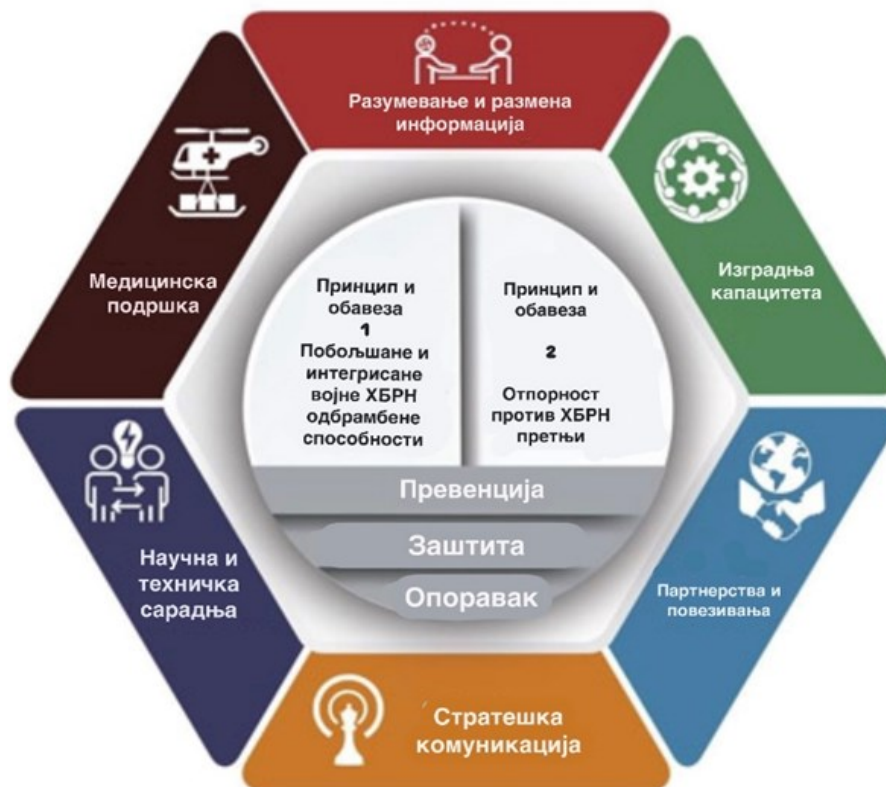 Разумевање и размена
информација
Изградња
капацитета
Партнерства и
повезивања
Стратешка
комуникација
Научна и
техничка
сарадња
Медицинска
подршка
Принцип и
обавеза
1
Побољшане и
интегрисане
војне ХБРН
одбрамбене
способности
Принцип и
обавеза
2
Отпорност
против ХБРН
претњи
Превенција
Заштита
Опоравак